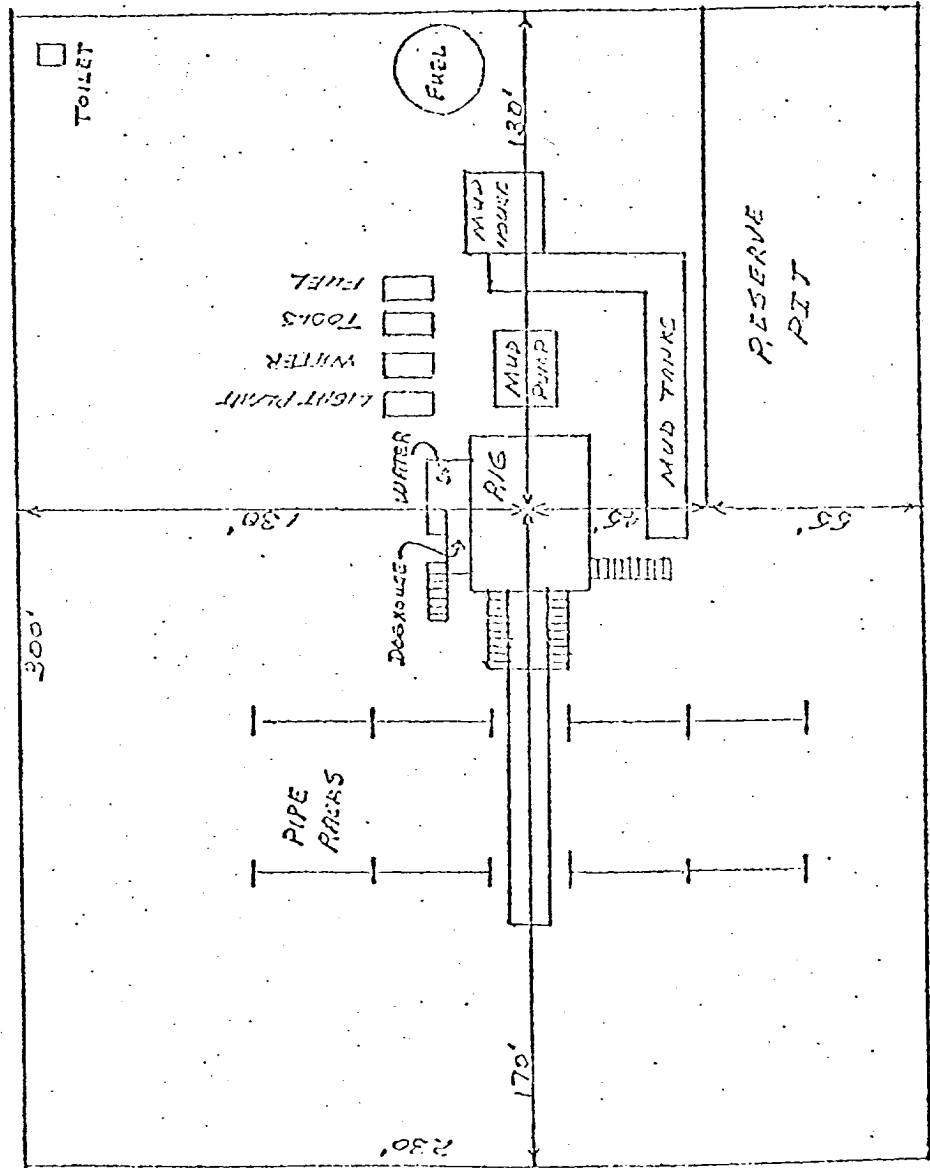 TOILET
FUEL
130'
MUD
HOUSE
FUEL
TOOLS
LIGHT PLANT
MUD
PUMP
RESERVE
PIT
MUD TANKS
WATER
RIG
130'
45'
55'
DOGHOUSE
300'
PIPE
RACKS
170'
230'